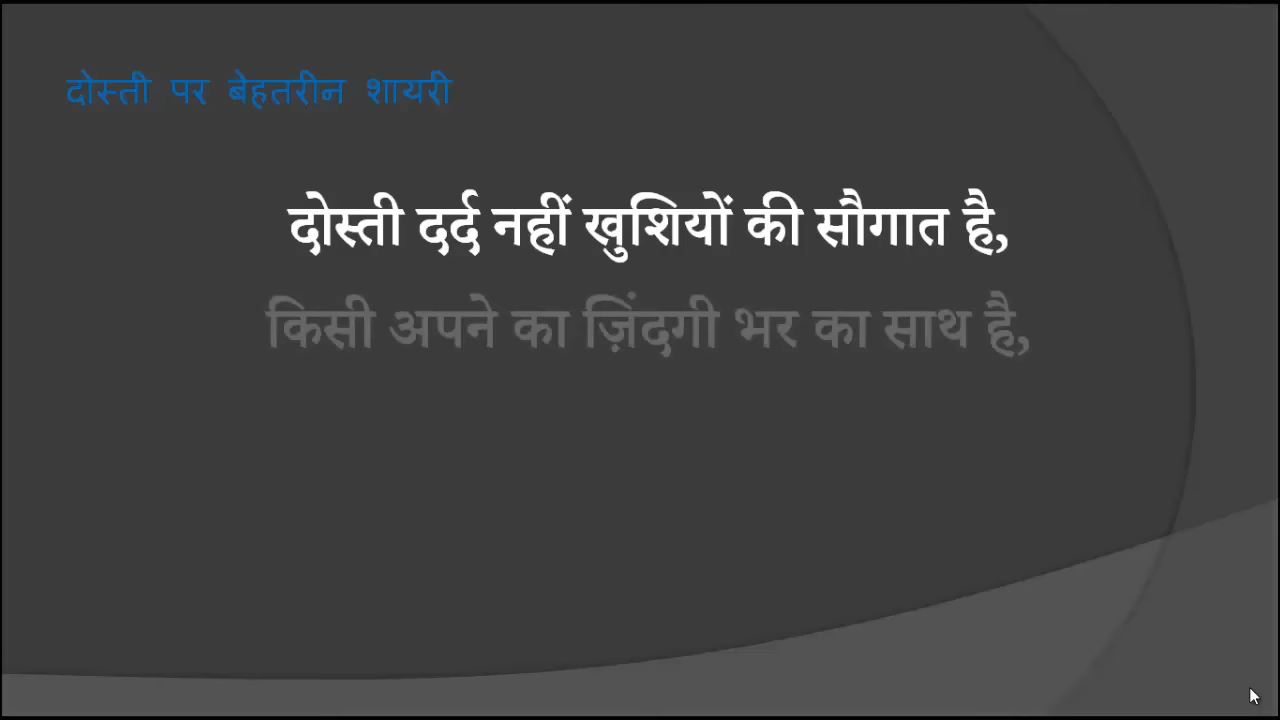 दोस्ती पर बेहतरीन शायरी
दोस्ती दर्द नहीं खुशियों की सौगात है,
किसी अपने का ज़िंदगी भर का साथ है,